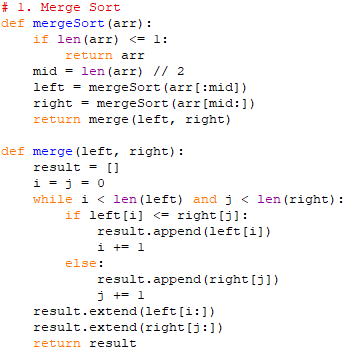 # 1. Merge Sort
def mergeSort(arr):
    if len(arr) <= 1:
        return arr
    mid = len(arr) // 2
    left = mergeSort(arr[:mid])
    right = mergeSort(arr[mid:])
    return merge(left, right)

def merge(left, right):
    result = []
    i = j = 0
    while i < len(left) and j < len(right):
        if left[i] <= right[j]:
            result.append(left[i])
            i += 1
        else:
            result.append(right[j])
            j += 1
    result.extend(left[i:])
    result.extend(right[j:])
    return result